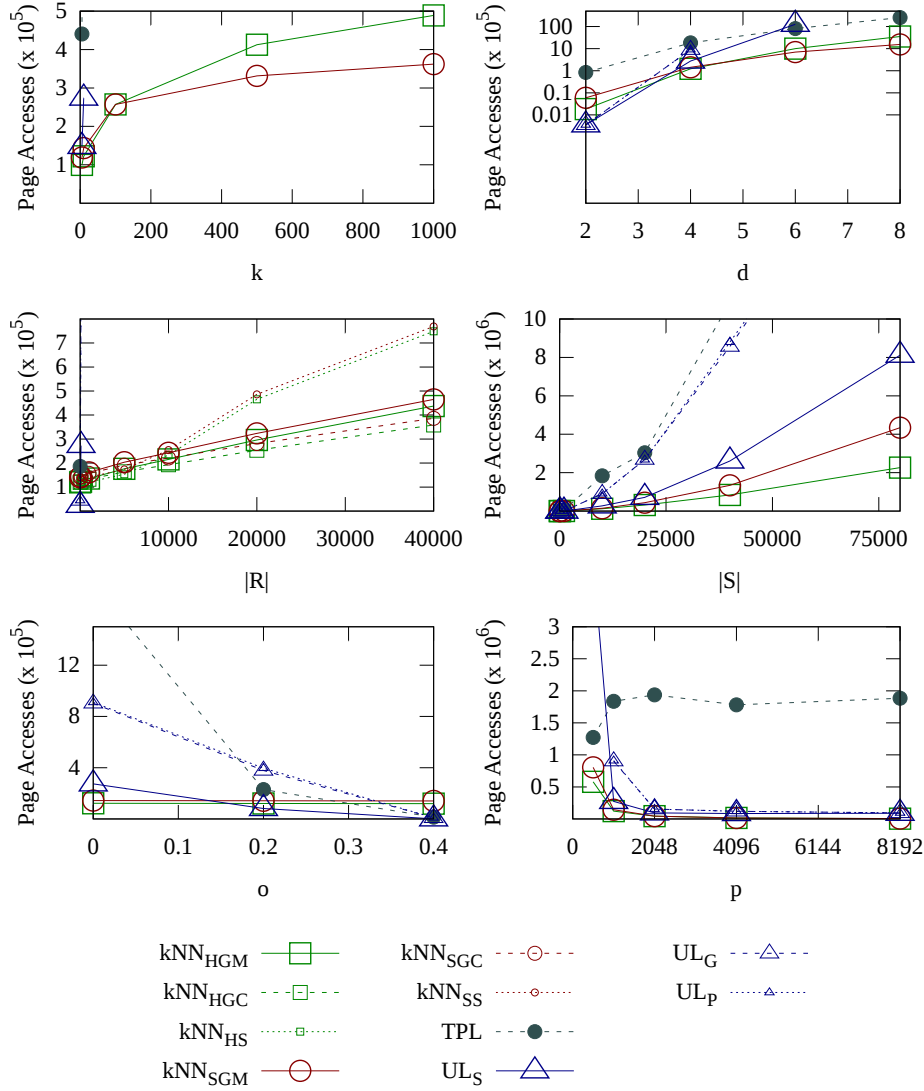 Page Accesses (x 10^5)
5
4
3
2
1
0 200 400 600 800 1000
k
Page Accesses (x 10^5)
100
10
1
0.1
0.01
2 3 4 5 6 7 8
d
Page Accesses (x 10^5)
7
6
5
4
3
2
1
10000 20000 30000 40000
|R|
Page Accesses (x 10^6)
10
8
6
4
2
0 25000 50000 75000
|S|
Page Accesses (x 10^5)
12
8
4
0 0.1 0.2 0.3 0.4
o
Page Accesses (x 10^6)
3
2.5
2
1.5
1
0.5
0 2048 4096 6144 8192
p
kNN_HGM kNN_SGC UL_G
kNN_HGC kNN_SS UL_P
kNN_HS TPL
kNN_SGM UL_S